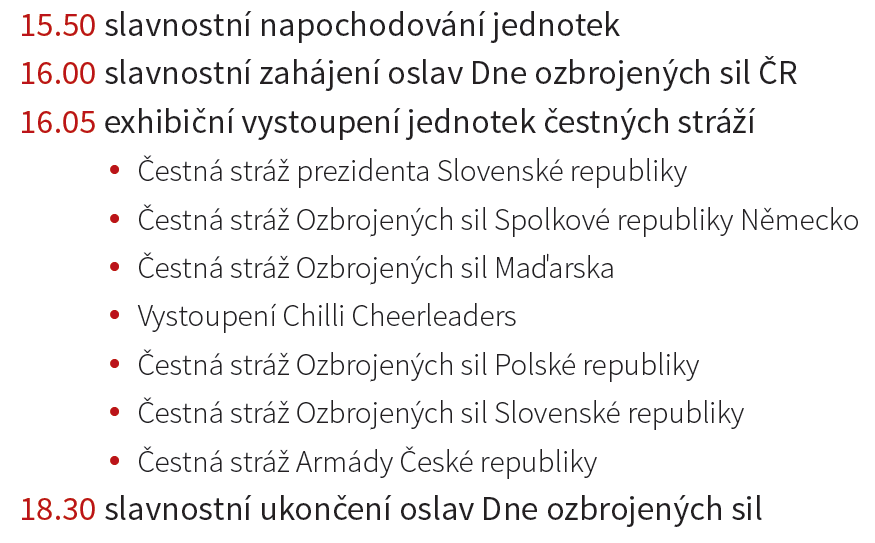 15.50 slavnostní napochodování jednotek
16.00 slavnostní zahájení oslav Dne ozbrojených sil ČR
16.05 exhibiční vystoupení jednotek čestných stráží
• Čestná stráž prezidenta Slovenské republiky
• Čestná stráž Ozbrojených sil Spolkové republiky Německo
• Čestná stráž Ozbrojených sil Maďarska
• Vystoupení Chilli Cheerleaders
• Čestná stráž Ozbrojených sil Polské republiky
• Čestná stráž Ozbrojených sil Slovenské republiky
• Čestná stráž Armády České republiky
18.30 slavnostní ukončení oslav Dne ozbrojených sil